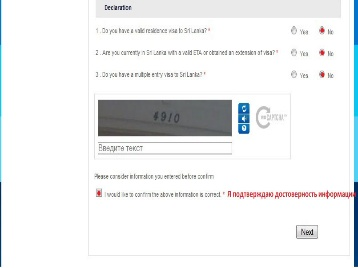 Declaration
1 . Do you have a valid residence visa to Sri Lanka? * Yes No
2 . Are you currently in Sri Lanka with a valid ETA or obtained an extension of visa? * Yes No
3 . Do you have a multiple entry visa to Sri Lanka? * Yes No
4910
reCAPTCHA™
Введите текст
Please consider information you entered before confirm
I would like to confirm the above information is correct. * Я подтверждаю достоверность информации
Next